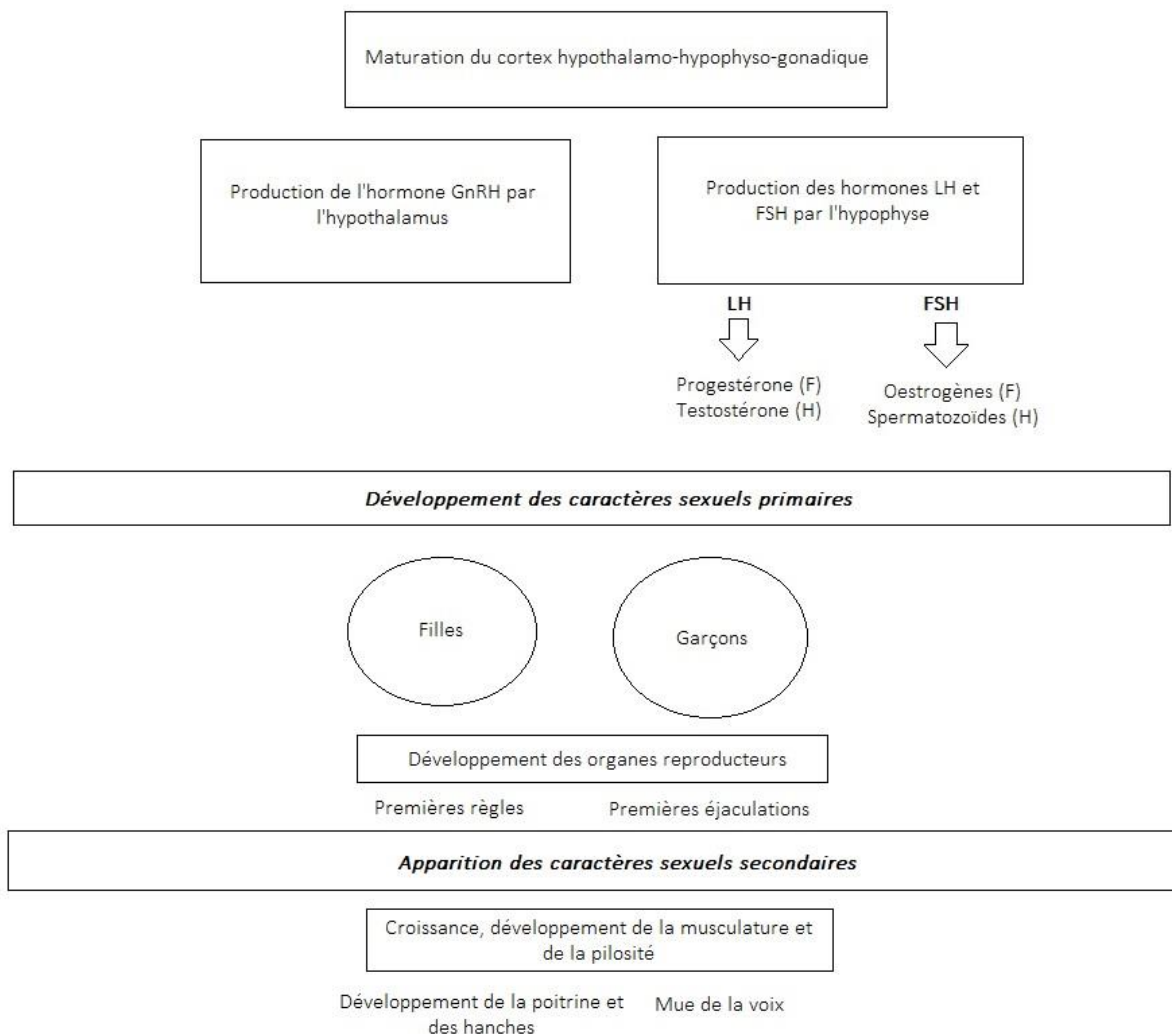 Maturation du cortex hypothalamo-hypophyso-gonadique
Production de l'hormone GnRH par
l'hypothalamus
Production des hormones LH et
FSH par l'hypophyse
LH
FSH
Progestérone (F)
Testostérone (H)
Oestrogènes (F)
Spermatozoïdes (H)
Développement des caractères sexuels primaires
Filles
Garçons
Développement des organes reproducteurs
Premières règles
Premières éjaculations
Apparition des caractères sexuels secondaires
Croissance, développement de la musculature et
de la pilosité
Développement de la poitrine et
des hanches
Mue de la voix